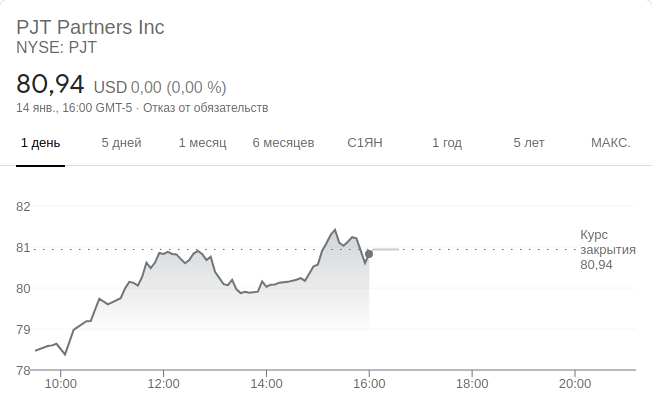 PJT Partners Inc
NYSE: PJT
80,94 USD 0,00 (0,00 %)
14 янв., 16:00 GMT-5 · Отказ от обязательств
1 день 5 дней 1 месяц 6 месяцев С1ЯН 1 год 5 лет МАКС.
82
81
80
79
78
Курс
закрытия
80,94
10:00 12:00 14:00 16:00 18:00 20:00